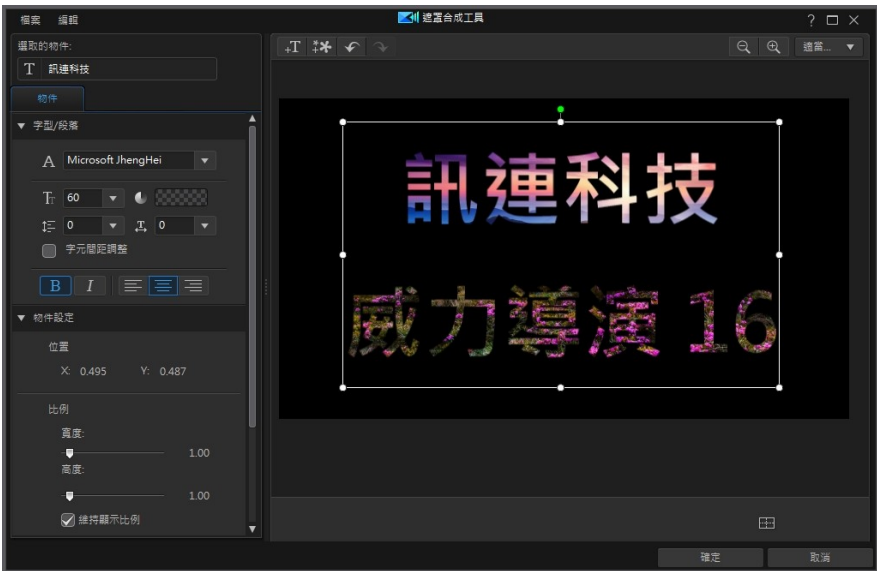 檔案 編輯
遮罩合成工具
選取的物件:
T 訊連科技
物件
字型/段落
A Microsoft JhengHei
60
0 0
字元間距調整
B I
物件設定
位置
X: 0.495 Y: 0.487
比例
寬度:
1.00
高度:
1.00
維持顯示比例
適當...
訊連科技
威力導演 16
確定 取消